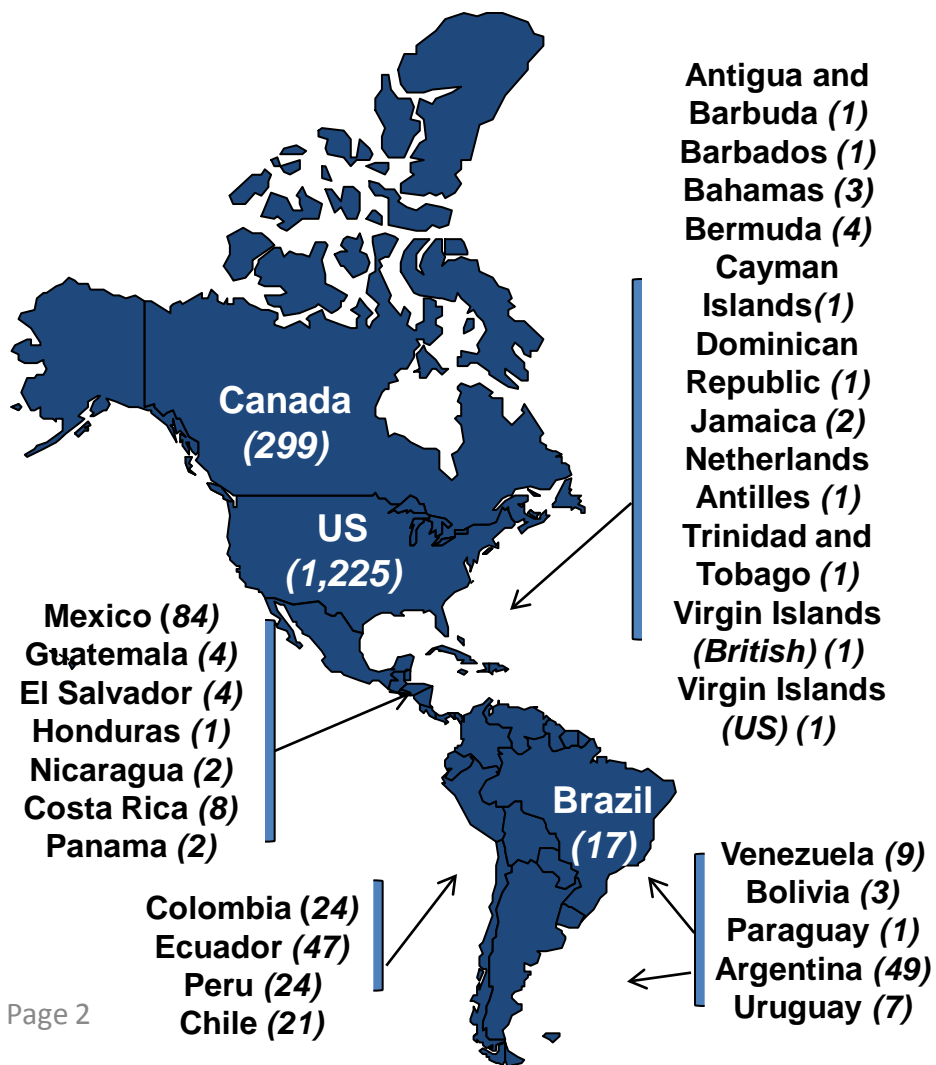 Antigua and
Barbuda (1)
Barbados (1)
Bahamas (3)
Bermuda (4)
Cayman
Islands(1)
Dominican
Republic (1)
Jamaica (2)
Netherlands
Antilles (1)
Trinidad and
Tobago (1)
Virgin Islands
(British) (1)
Virgin Islands
(US) (1)
Canada
(299)
US
(1,225)
Mexico (84)
Guatemala (4)
El Salvador (4)
Honduras (1)
Nicaragua (2)
Costa Rica (8)
Panama (2)
Brazil
(17)
Colombia (24)
Ecuador (47)
Peru (24)
Chile (21)
Venezuela (9)
Bolivia (3)
Paraguay (1)
Argentina (49)
Uruguay (7)
Page 2